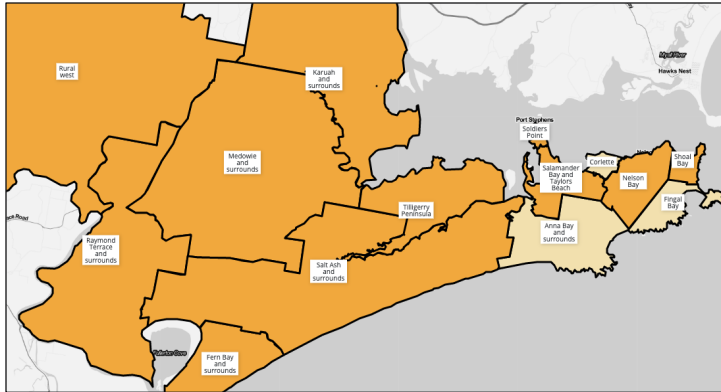 Rural
west
Karuah
and
surrounds
Hawks Nest
Port Stephens
Soldiers
Point
Medowie
and
surrounds
Corlette
Shoal
Bay
Salamander
Bay and
Taylors
Beach
Nelson
Bay
Fingal
Bay
Tilligerry
Peninsula
Anna Bay
and
surrounds
Raymond
Terrace
and
surrounds
Salt Ash
and
surrounds
Fern Bay
and
surrounds